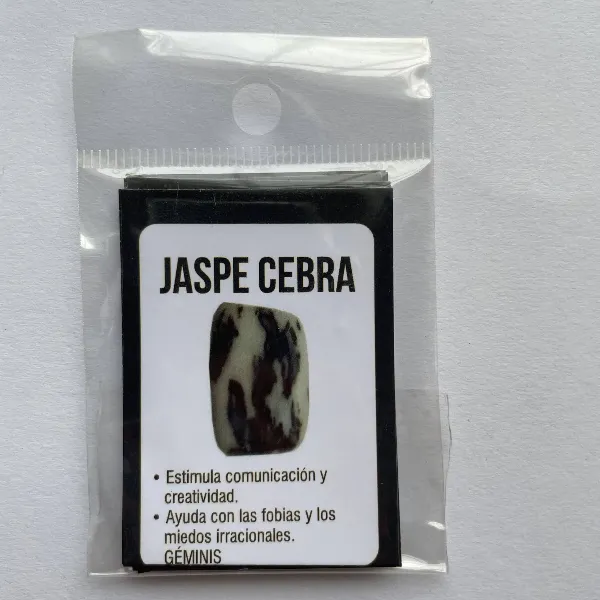 JASPE CEBRA
• Estimula comunicación y
creatividad.
• Ayuda con las fobias y los
miedos irracionales.
GÉMINIS